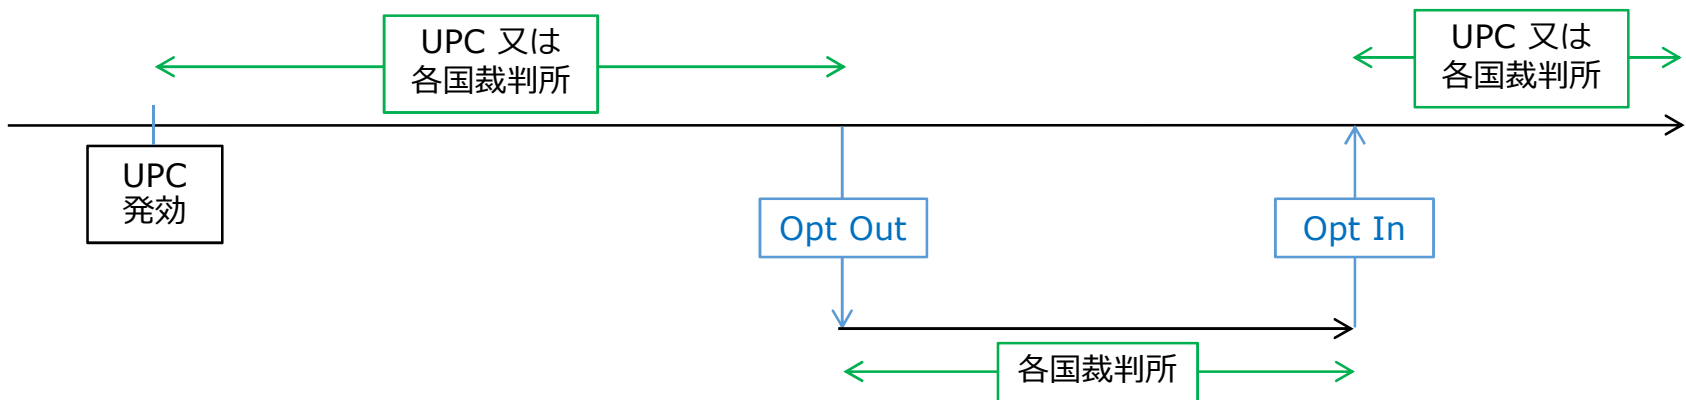 UPC 又は
各国裁判所
UPC 又は
各国裁判所
UPC
発効
Opt Out
Opt In
各国裁判所